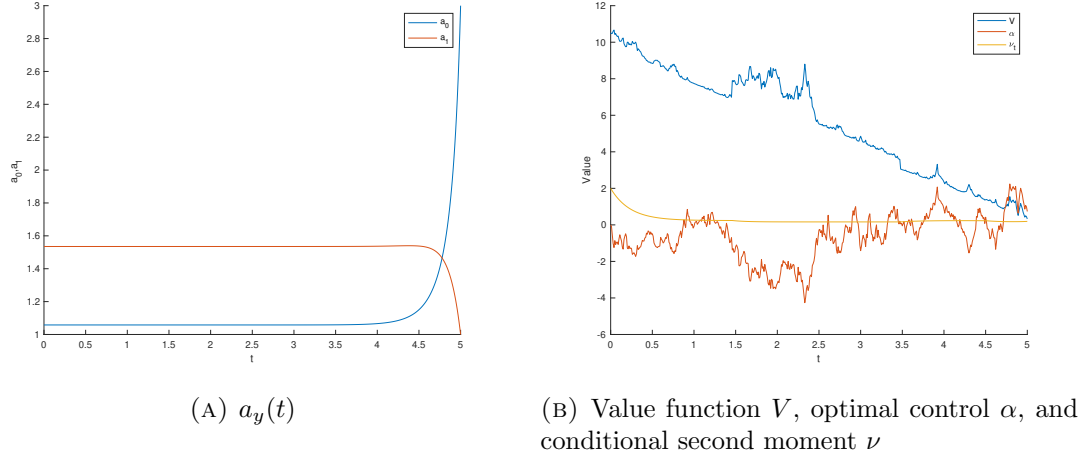 3
2.8
2.6
2.4
2.2
2
1.8
1.6
1.4
1.2
1
a₀,a₁
0 0.5 1 1.5 2 2.5 3 3.5 4 4.5 5
t
a₀
a₁
12
10
8
6
4
2
0
-2
-4
-6
Value
0 0.5 1 1.5 2 2.5 3 3.5 4 4.5 5
t
V
α
ν₁
(A) a_y(t)
(B) Value function V, optimal control α, and
conditional second moment ν